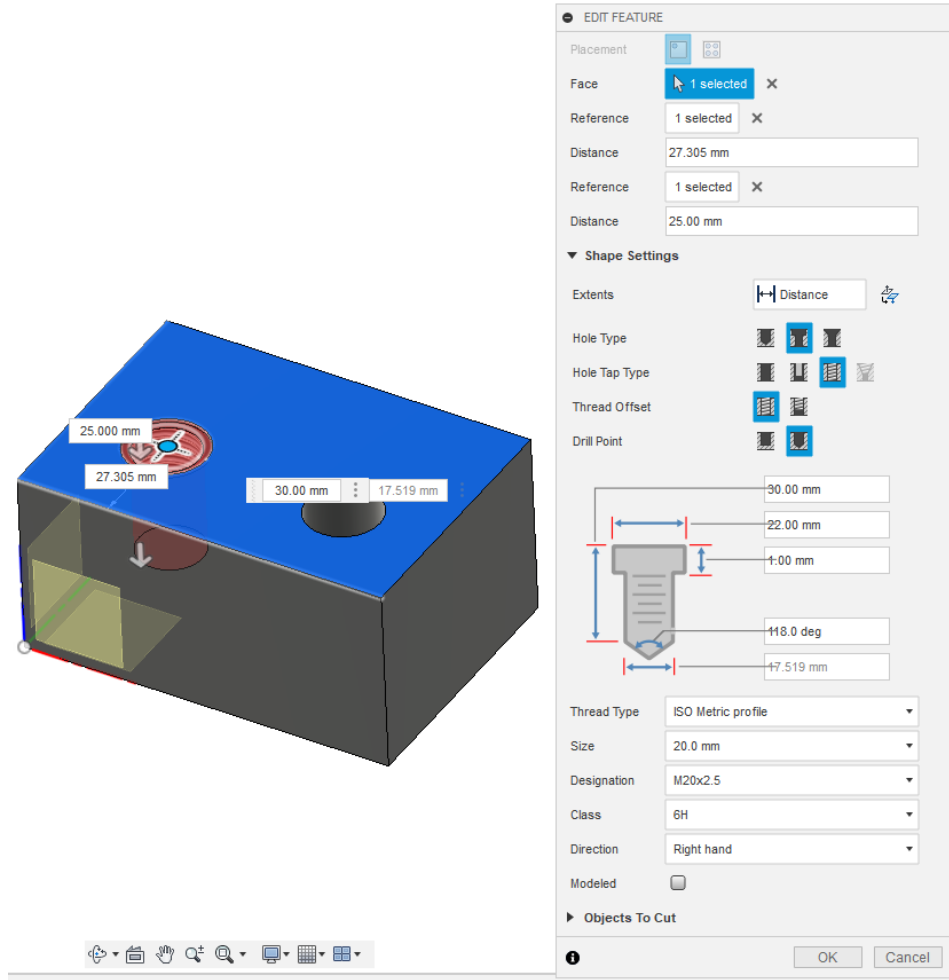 EDIT FEATURE
Placement
Face 1 selected
Reference 1 selected
Distance 27.305 mm
Reference 1 selected
Distance 25.00 mm
Shape Settings
Extents Distance
Hole Type
Hole Tap Type
Thread Offset
Drill Point
25.000 mm
27.305 mm
30.00 mm 17.519 mm
30.00 mm
22.00 mm
1.00 mm
118.0 deg
17.519 mm
Thread Type ISO Metric profile
Size 20.0 mm
Designation M20x2.5
Class 6H
Direction Right hand
Modeled
Objects To Cut
OK Cancel